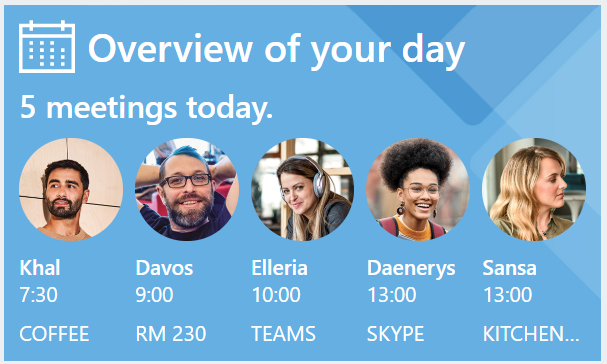 Overview of your day
5 meetings today.
Khal Davos Elleria Daenerys Sansa
7:30 9:00 10:00 13:00 13:00
COFFEE RM 230 TEAMS SKYPE KITCHEN...